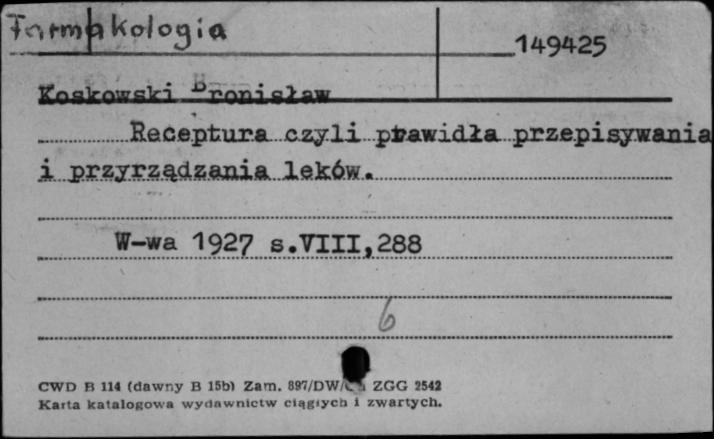 Farmakologia
149425
Koskowski Bronisław
Receptura czyli prawidła przepisywania
i przyrządzania leków.
W-wa 1927 s.VIII,288
6
CWD B 114 (dawny B 15b) Zam. 897/DW/ ZGG 2542
Karta katalogowa wydawnictw ciągłych i zwartych.